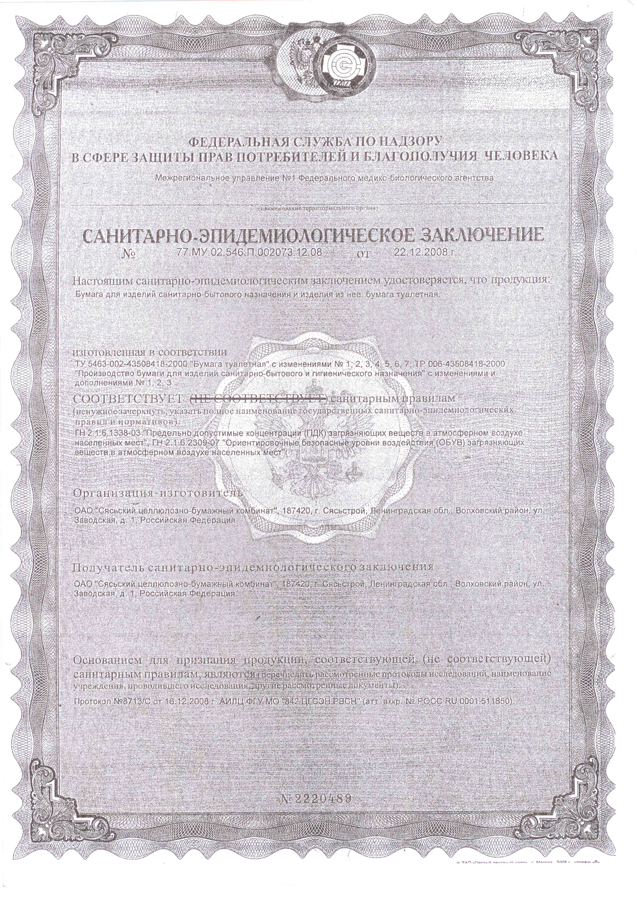 ФЕДЕРАЛЬНАЯ СЛУЖБА ПО НАДЗОРУ
В СФЕРЕ ЗАЩИТЫ ПРАВ ПОТРЕБИТЕЛЕЙ И БЛАГОПОЛУЧИЯ ЧЕЛОВЕКА
Межрегиональное управление №1 Федерального медико-биологического агентства
(наименование территориального органа)
САНИТАРНО-ЭПИДЕМИОЛОГИЧЕСКОЕ ЗАКЛЮЧЕНИЕ
№ 77.МУ.02.546.П.002073.12.08 от 22.12.2008 г.
Настоящим санитарно-эпидемиологическим заключением удостоверяется, что продукция:
Бумага для изделий санитарно-бытового назначения и изделия из нее: бумага туалетная.
изготовленная в соответствии
ТУ 5463-002-43508418-2000 "Бумага туалетная" с изменениями № 1, 2, 3, 4, 5, 6, 7; ТР 006-43508418-2000
"Производство бумаги для изделий санитарно-бытового и гигиенического назначения" с изменениями и
дополнениями № 1, 2, 3
СООТВЕТСТВУЕТ (НЕ СООТВЕТСТВУЕТ) санитарным правилам
(ненужное зачеркнуть, указать полное наименование государственных санитарно-эпидемиологических
правил и нормативов):
ГН 2.1.6.1338-03 "Предельно допустимые концентрации (ПДК) загрязняющих веществ в атмосферном воздухе
населенных мест", ГН 2.1.6.2309-07 "Ориентировочные безопасные уровни воздействия (ОБУВ) загрязняющих
веществ в атмосферном воздухе населенных мест"
Организация-изготовитель
ОАО "Сясьский целлюлозно-бумажный комбинат", 187420, г. Сясьстрой, Ленинградская обл., Волховский район, ул.
Заводская, д. 1, Российская Федерация
Получатель санитарно-эпидемиологического заключения
ОАО "Сясьский целлюлозно-бумажный комбинат", 187420, г. Сясьстрой, Ленинградская обл., Волховский район, ул.
Заводская, д. 1, Российская Федерация.
Основанием для признания продукции, соответствующей (не соответствующей)
санитарным правилам, являются (перечислить рассмотренные протоколы исследований, наименование
учреждения, проводившего исследования, другие рассмотренные документы):
Протокол №8713/С от 16.12.2008 г. АИЛЦ ФГУ МО "842 ЦГСЭН РВСН" (атт. аккр. № РОСС RU.0001.511850).
№ 2220489